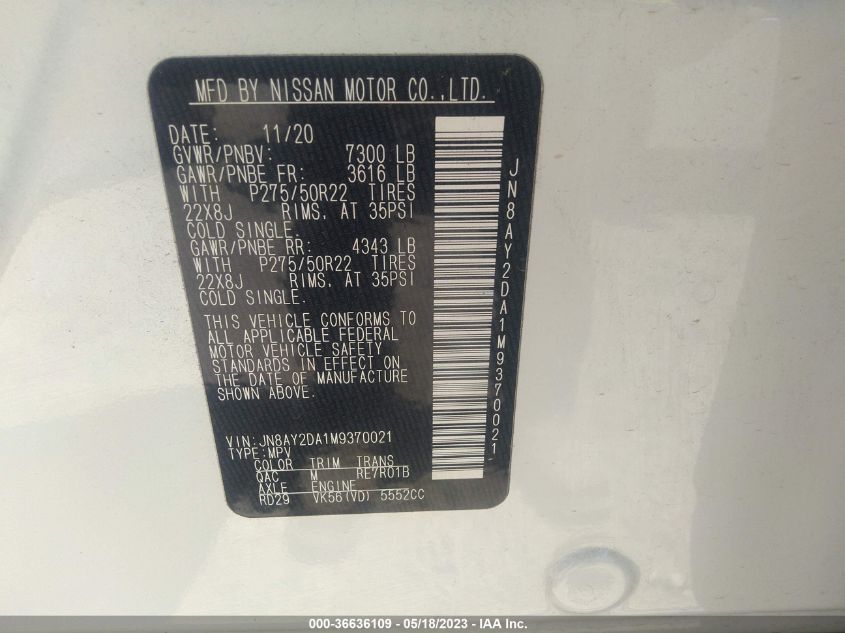 MFD BY NISSAN MOTOR CO.,LTD.
DATE: 11/20
GVWR/PNBV: 7300 LB
GAWR/PNBE FR: 3616 LB
WITH P275/50R22 TIRES
22X8J RIMS, AT 35PSI
COLD SINGLE.
GAWR/PNBE RR: 4343 LB
WITH P275/50R22 TIRES
22X8J RIMS, AT 35PSI
COLD SINGLE.
THIS VEHICLE CONFORMS TO
ALL APPLICABLE FEDERAL
MOTOR VEHICLE SAFETY
STANDARDS IN EFFECT ON
THE DATE OF MANUFACTURE
SHOWN ABOVE.
VIN:JN8AY2DA1M9370021
TYPE:MPV
COLOR TRIM TRANS
QAC M RE7R01B
AXLE ENGINE
RD29 VK56(VD) 5552CC
JN8AY2DA1M9370021
000-36636109 - 05/18/2023 - IAA Inc.